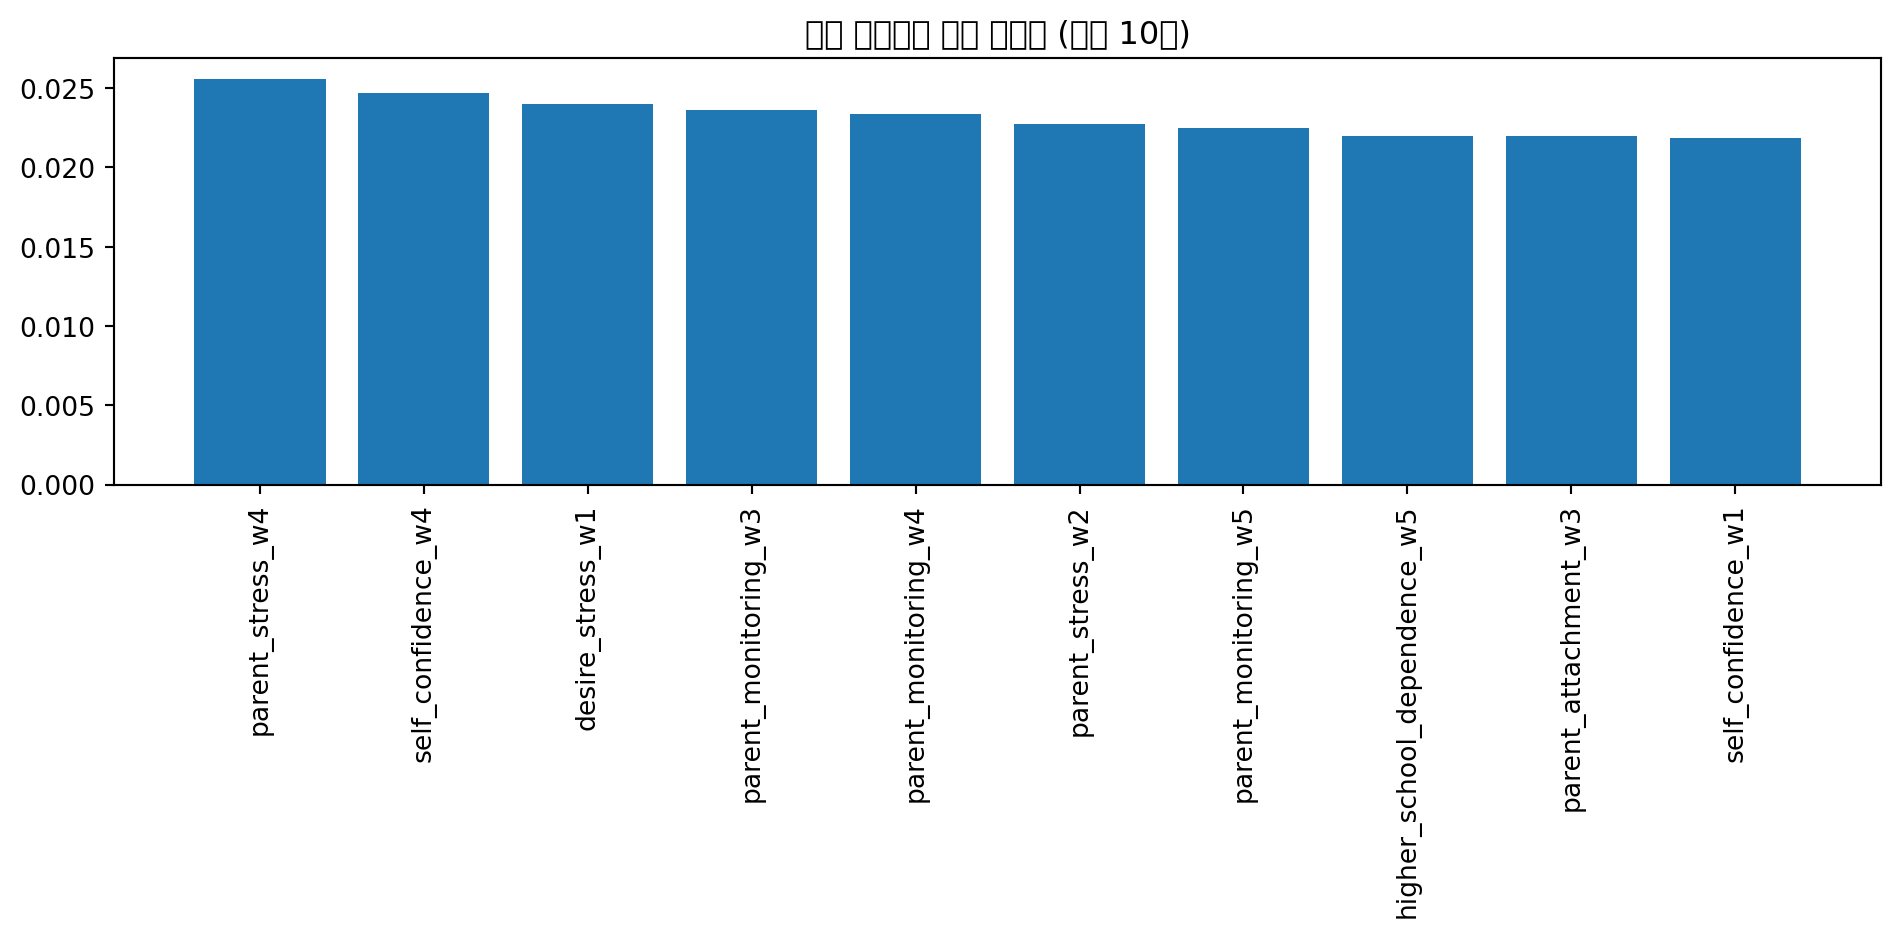 10
0.025
0.020
0.015
0.010
0.005
0.000
parent_stress_w4
self_confidence_w4
desire_stress_w1
parent_monitoring_w3
parent_monitoring_w4
parent_stress_w2
parent_monitoring_w5
higher_school_dependence_w5
parent_attachment_w3
self_confidence_w1